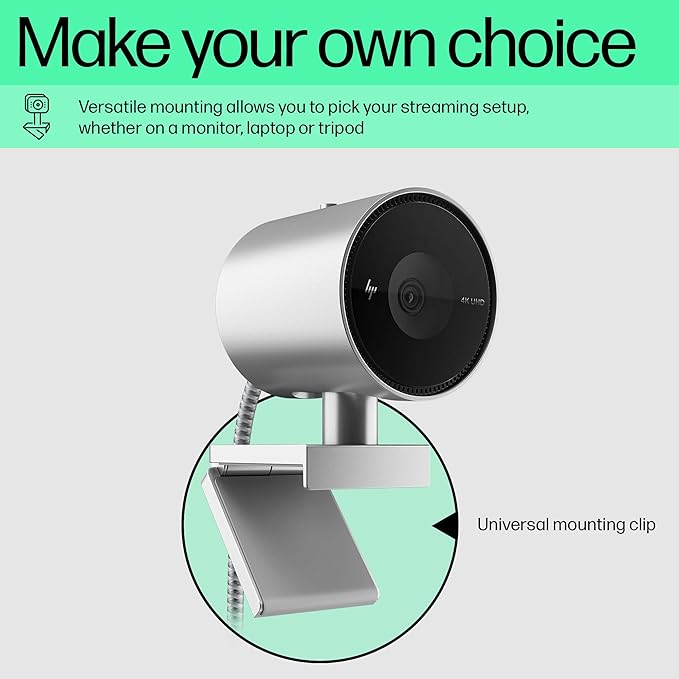 Make your own choice
Versatile mounting allows you to pick your streaming setup,
whether on a monitor, laptop or tripod
hp
4K UHD
Universal mounting clip